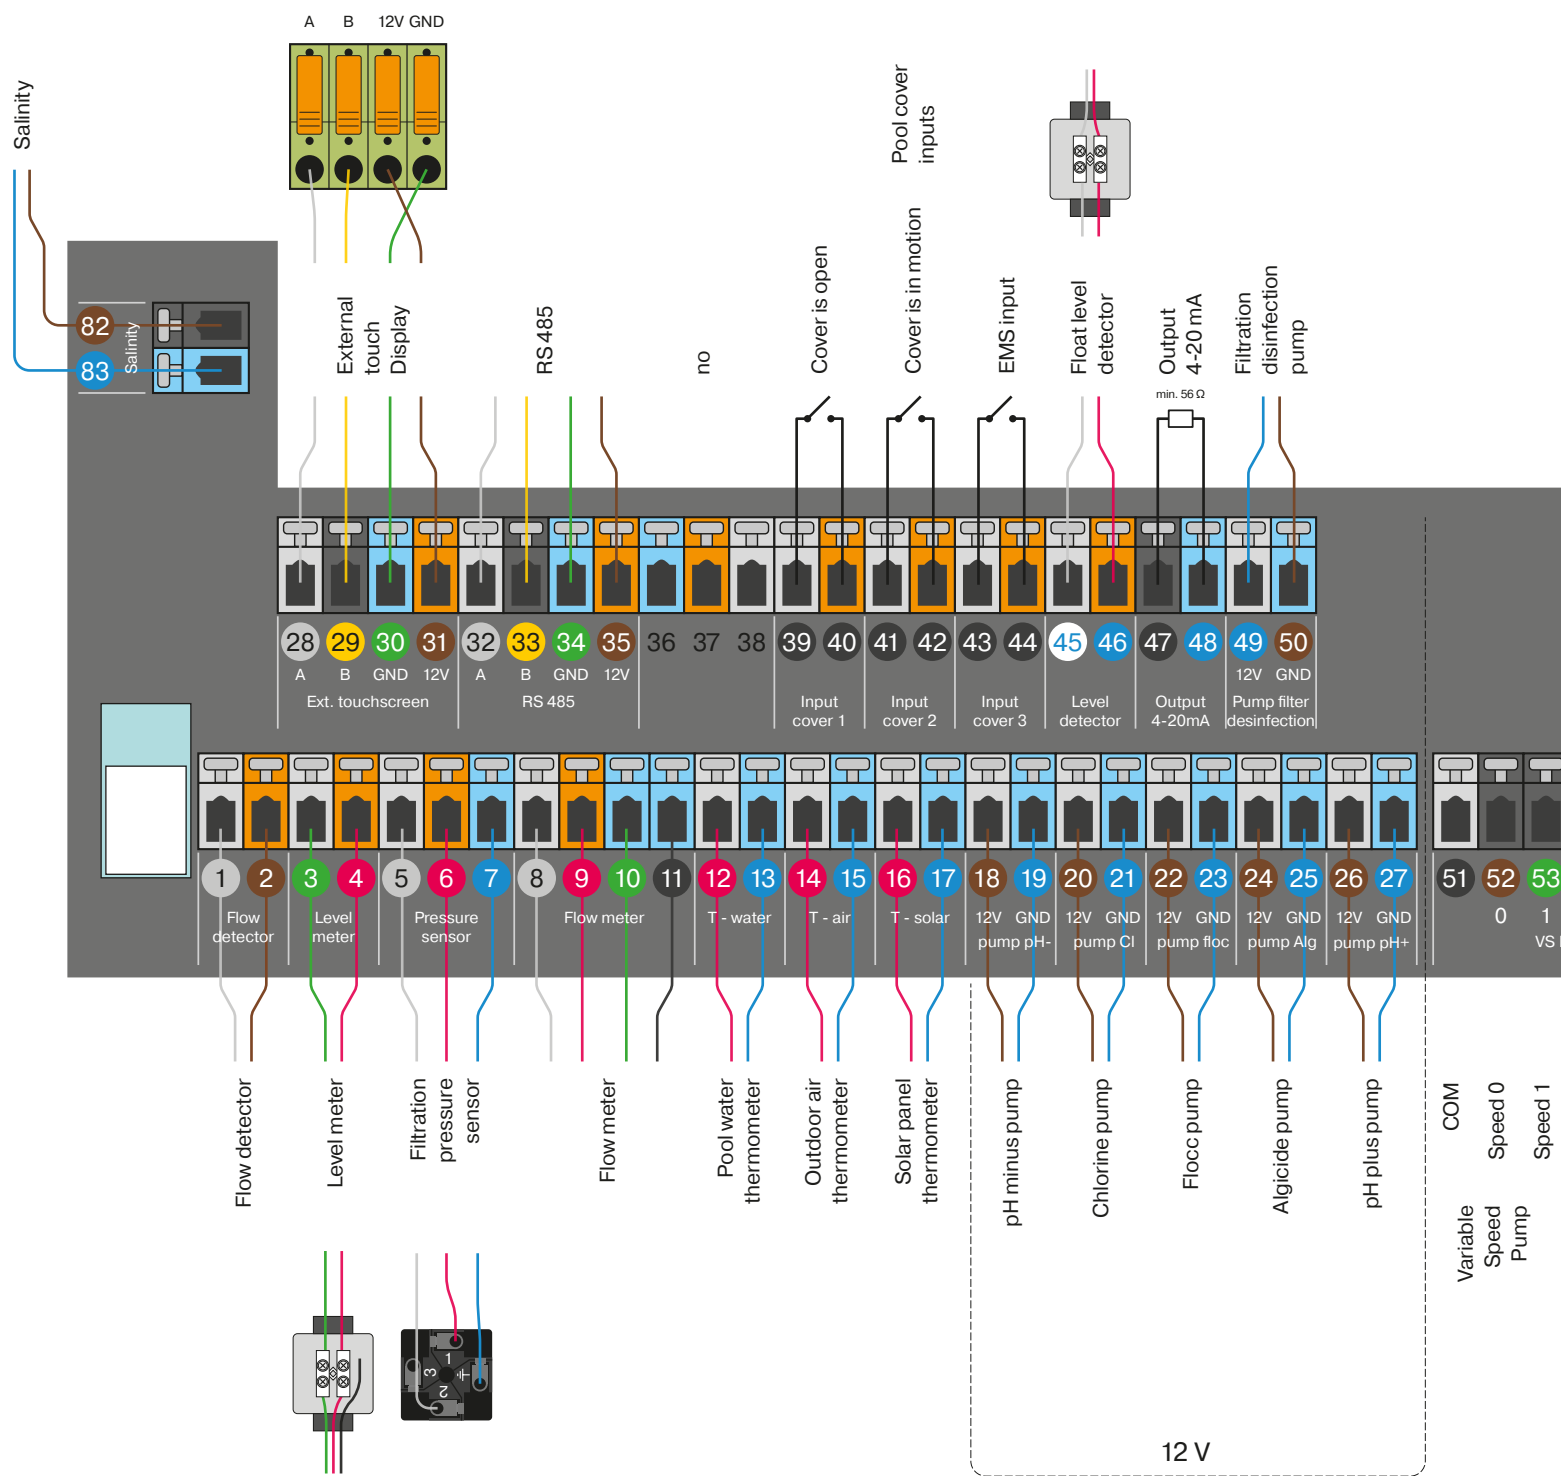 A B 12V GND
Salinity
Pool cover
inputs
External
touch
Display
RS 485
no
Cover is open
Cover is in motion
EMS input
Float level
detector
Output
4-20 mA
min. 56 Ω
Filtration
disinfection
pump
82
83
Salinity
28 29 30 31 32 33 34 35 36 37 38 39 40 41 42 43 44 45 46 47 48 49 50
A B GND 12V A B GND 12V 12V GND
Ext. touchscreen
RS 485
Input
cover 1
Input
cover 2
Input
cover 3
Level
detector
Output
4-20mA
Pump filter
desinfection
1 2 3 4 5 6 7 8 9 10 11 12 13 14 15 16 17 18 19 20 21 22 23 24 25 26 27 51 52 53
Flow
detector
Level
meter
Pressure
sensor
Flow meter
T - water
T - air
T - solar
12V GND
pump pH-
12V GND
pump Cl
12V GND
pump floc
12V GND
pump Alg
12V GND
pump pH+
0 1
VS
Flow detector
Level meter
Filtration
pressure
sensor
Flow meter
Pool water
thermometer
Outdoor air
thermometer
Solar panel
thermometer
pH minus pump
Chlorine pump
Flocc pump
Algicide pump
pH plus pump
COM
Speed 0
Speed 1
Variable
Speed
Pump
1
2
3
12 V